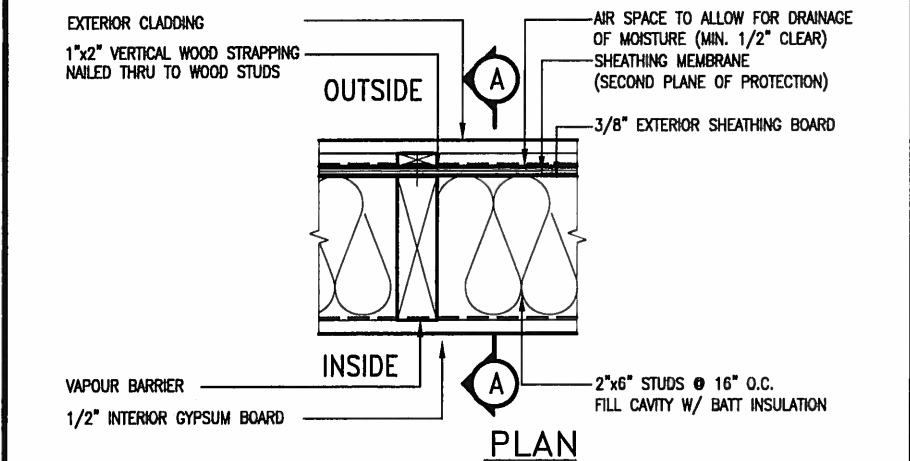 EXTERIOR CLADDING
1"x2" VERTICAL WOOD STRAPPING
NAILED THRU TO WOOD STUDS
OUTSIDE
A
AIR SPACE TO ALLOW FOR DRAINAGE
OF MOISTURE (MIN. 1/2" CLEAR)
SHEATHING MEMBRANE
(SECOND PLANE OF PROTECTION)
3/8" EXTERIOR SHEATHING BOARD
INSIDE
VAPOUR BARRIER
1/2" INTERIOR GYPSUM BOARD
A
2"x6" STUDS @ 16" O.C.
FILL CAVITY W/ BATT INSULATION
PLAN